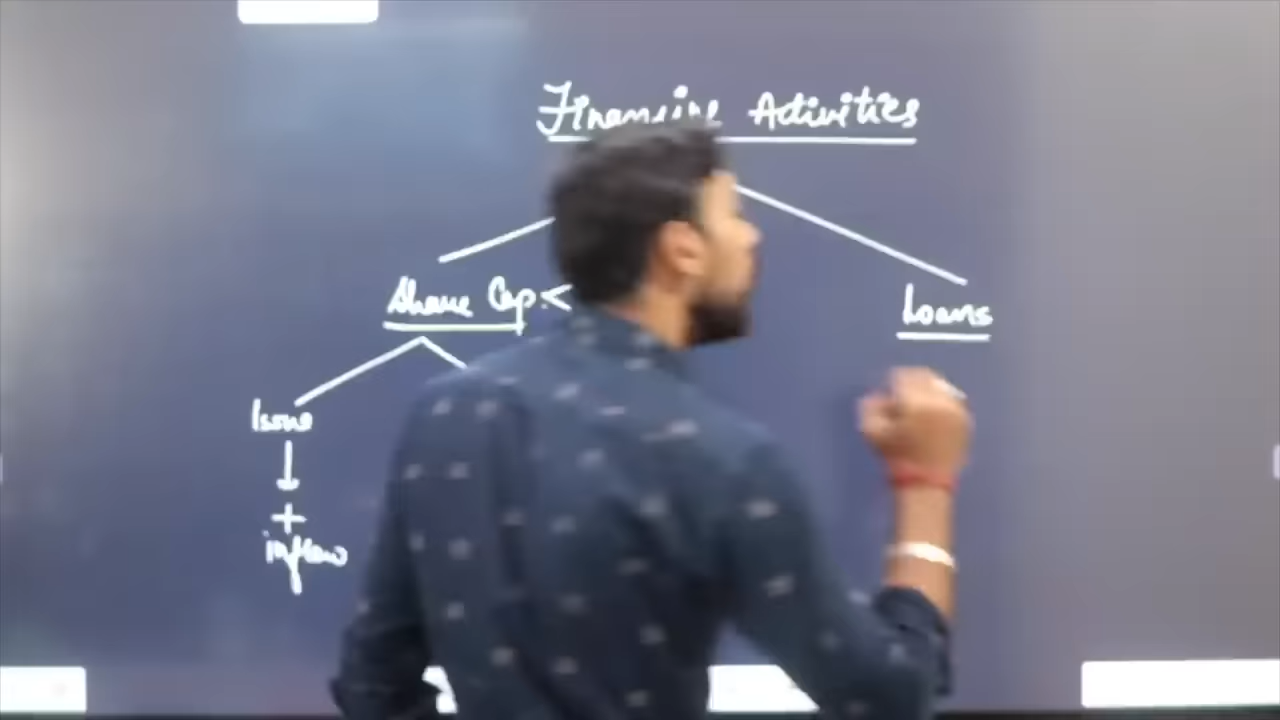 Financing Activities
Share Cap. <
Loans
Issue
↓
+
inflow